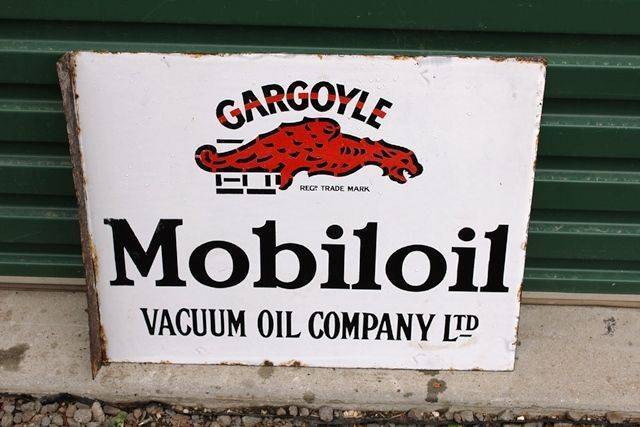 GARGOYLE
REGD TRADE MARK
Mobiloil
VACUUM OIL COMPANY LTD